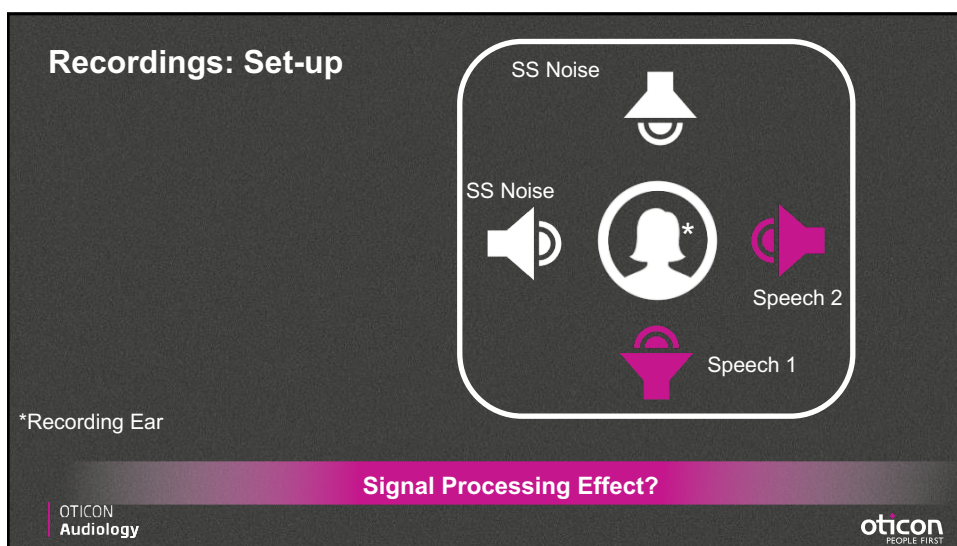 Recordings: Set-up
SS Noise
SS Noise
*
Speech 2
Speech 1
*Recording Ear
Signal Processing Effect?
OTICON
Audiology
oticon
PEOPLE FIRST